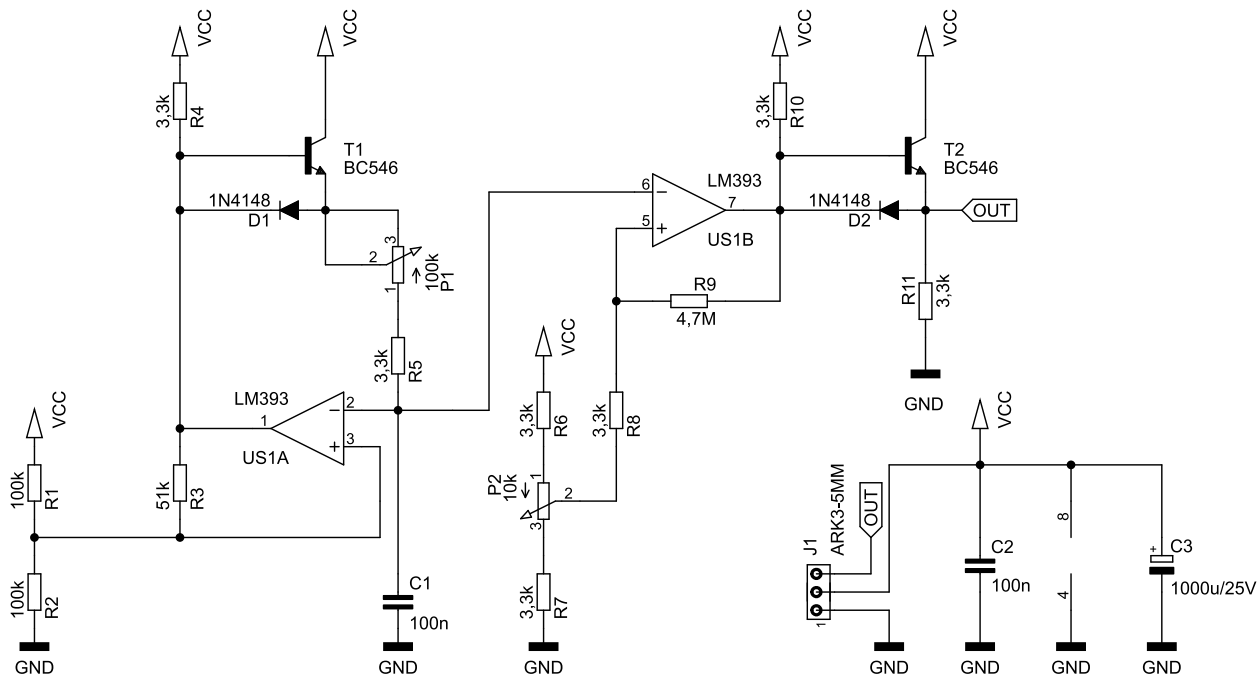 VCC
VCC
VCC
VCC
3,3k
R4
3,3k
R10
T1
BC546
T2
BC546
1N4148
D1
LM393
6
5
7
US1B
1N4148
D2
OUT
3
2
1
100k
P1
R9
4,7M
R11
3,3k
VCC
3,3k
R5
GND
VCC
LM393
1
2
3
US1A
3,3k
R6
3,3k
R8
VCC
100k
R1
51k
R3
P2
10k
1
2
3
J1
ARK3-5MM
OUT
8
100k
R2
C1
100n
3,3k
R7
1
C2
100n
4
+
C3
1000u/25V
GND
GND
GND
GND
GND
GND
GND